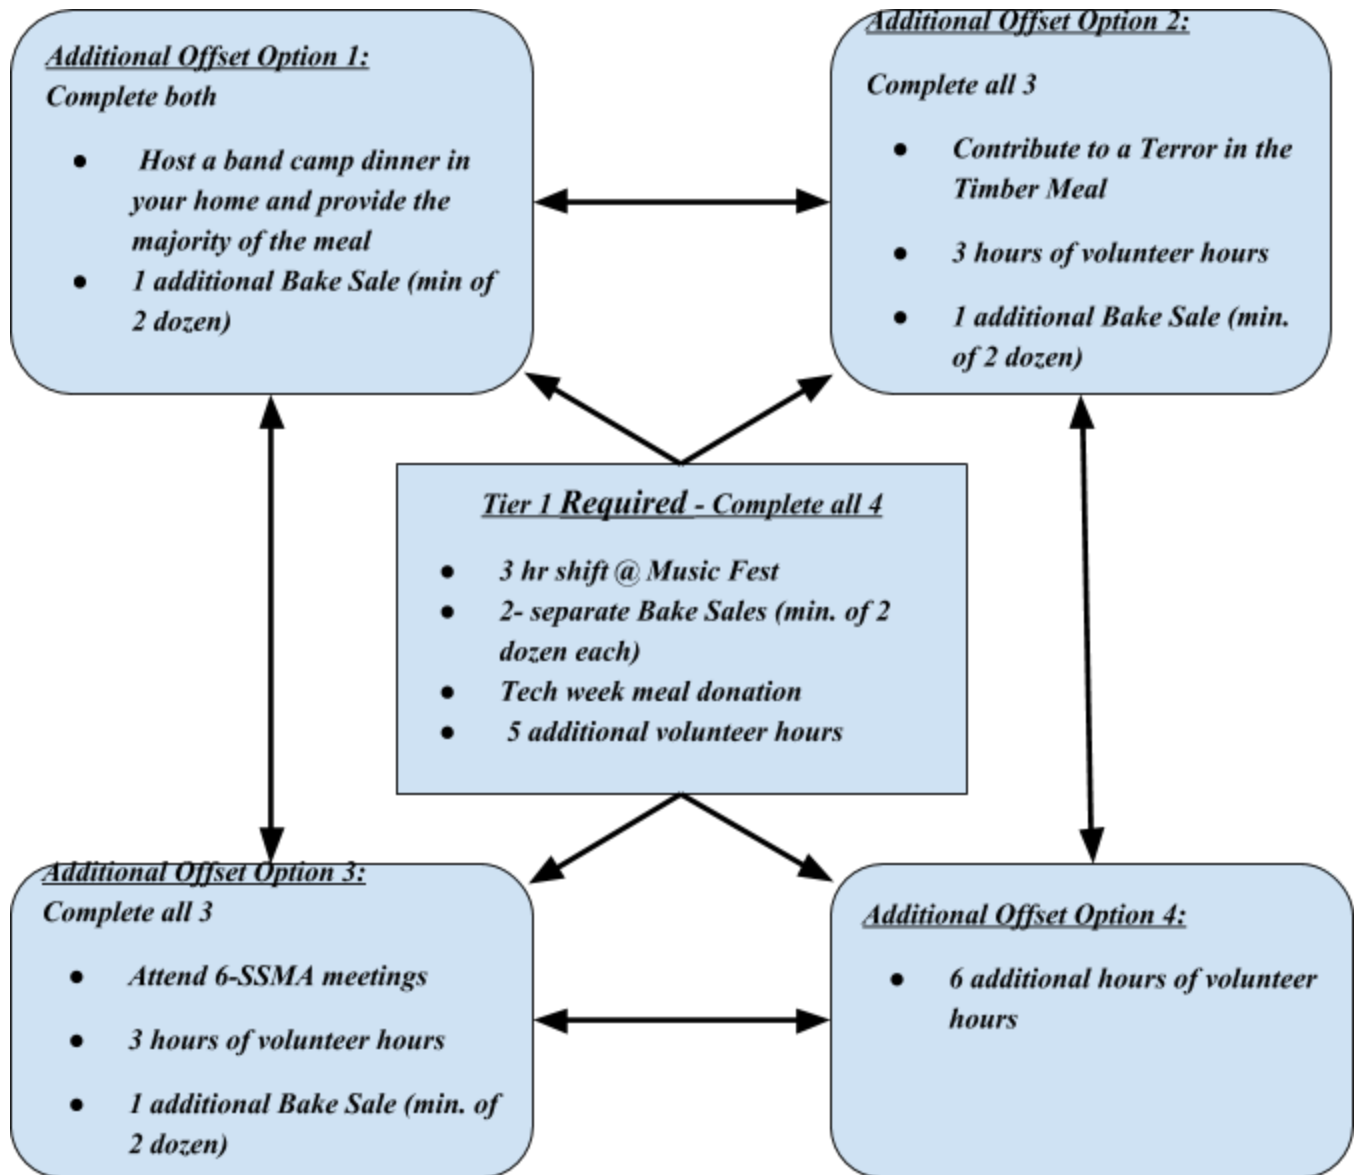 Additional Offset Option 1:
Complete both
● Host a band camp dinner in
your home and provide the
majority of the meal
● 1 additional Bake Sale (min of
2 dozen)
Additional Offset Option 2:
Complete all 3
● Contribute to a Terror in the
Timber Meal
● 3 hours of volunteer hours
● 1 additional Bake Sale (min.
of 2 dozen)
Tier 1 Required - Complete all 4
● 3 hr shift @ Music Fest
● 2- separate Bake Sales (min. of 2
dozen each)
● Tech week meal donation
● 5 additional volunteer hours
Additional Offset Option 3:
Complete all 3
● Attend 6-SSMA meetings
● 3 hours of volunteer hours
● 1 additional Bake Sale (min. of
2 dozen)
Additional Offset Option 4:
● 6 additional hours of volunteer
hours